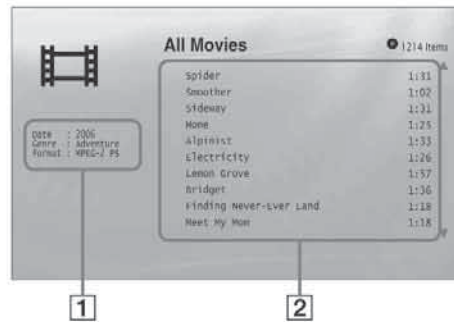 All Movies
1214 Items
Spider 1:31
Smoother 1:02
Sideway 1:31
Home 1:25
Alpinist 1:33
Electricity 1:26
Lemon Grove 1:57
Bridget 1:36
Finding Never-Ever Land 1:18
Meet My Mom 1:18
Date : 2006
Genre : Adventure
Format : MPEG-2 PS
1 2